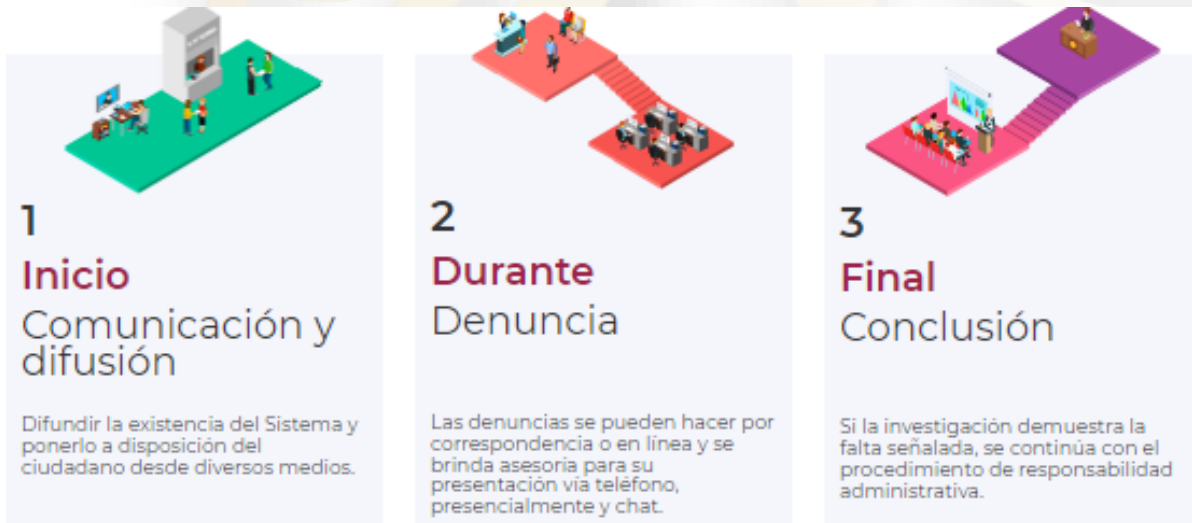 1
Inicio
Comunicación y
difusión
Difundir la existencia del Sistema y
ponerlo a disposición del
ciudadano desde diversos medios.
2
Durante
Denuncia
Las denuncias se pueden hacer por
correspondencia o en línea y se
brinda asesoría para su
presentación vía teléfono,
presencialmente y chat.
3
Final
Conclusión
Si la investigación demuestra la
falta señalada, se continúa con el
procedimiento de responsabilidad
administrativa.